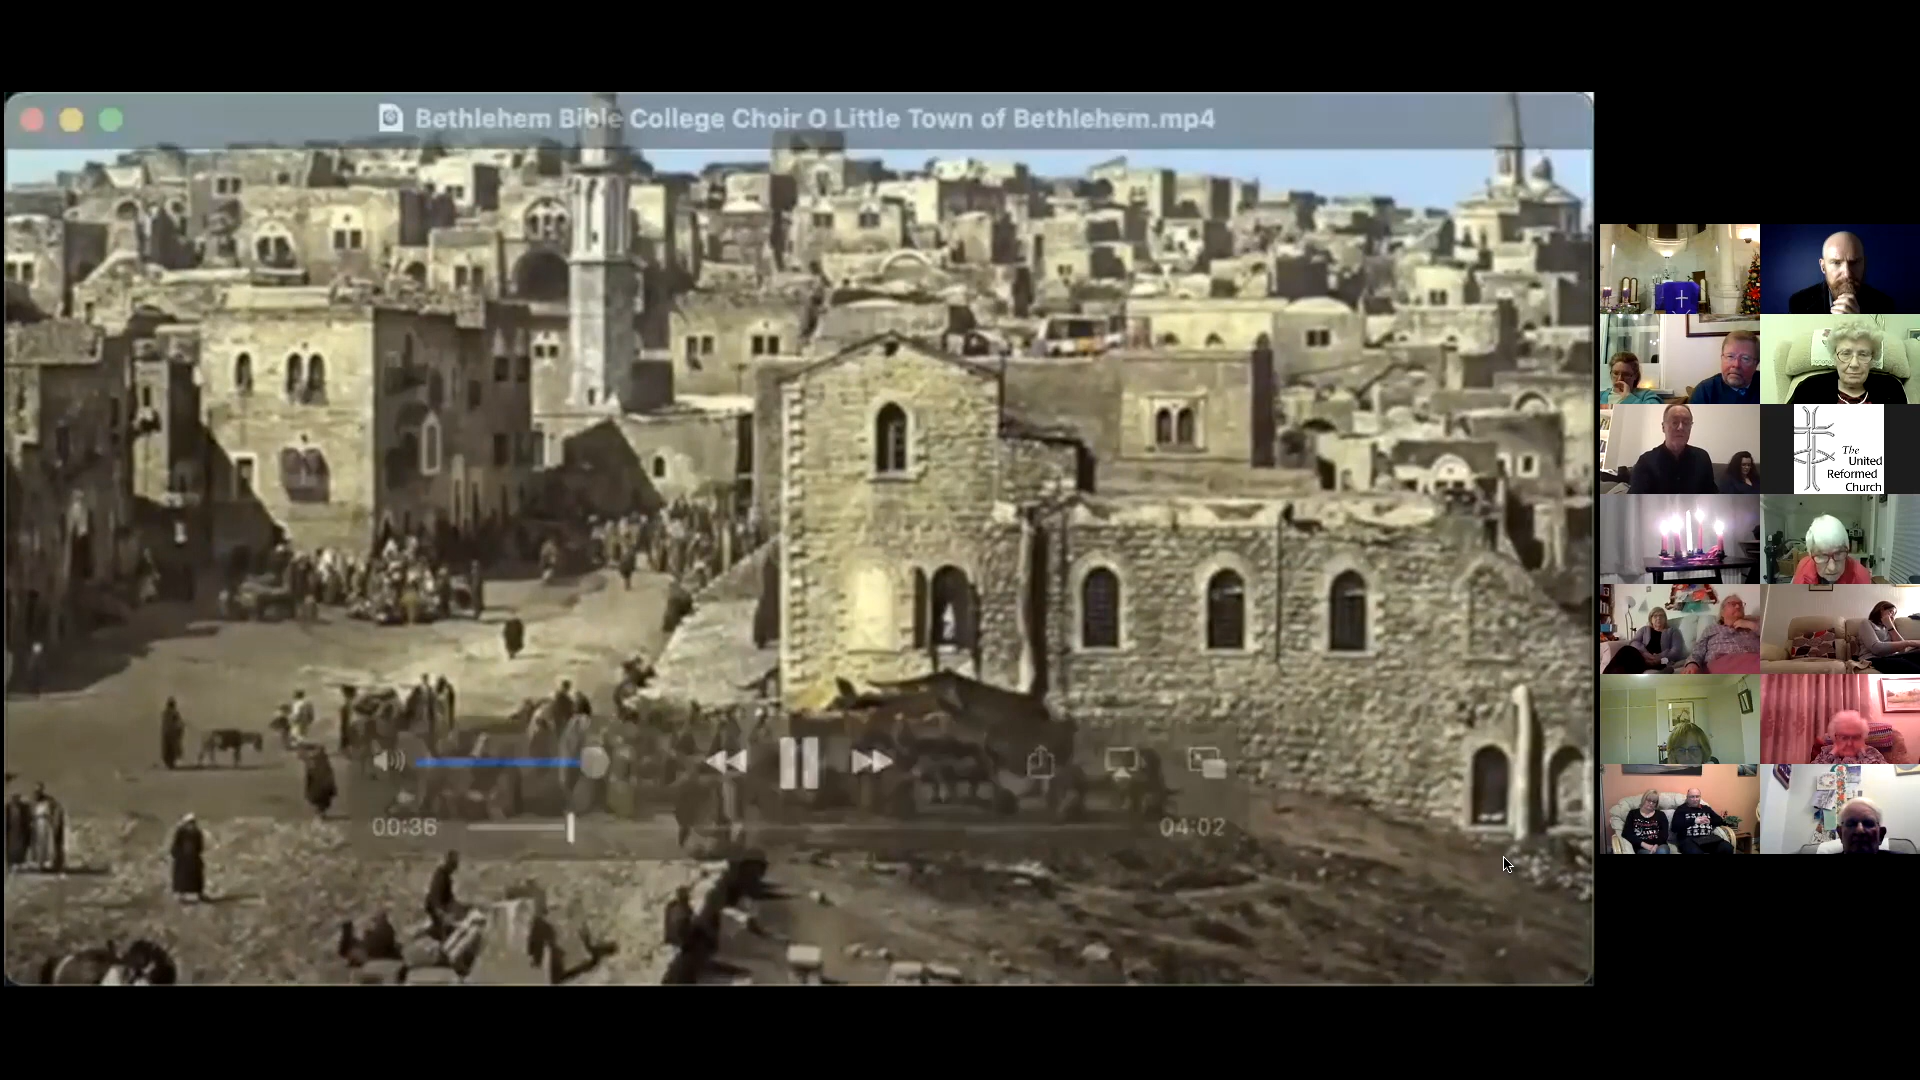 Bethlehem Bible College Choir O Little Town of Bethlehem.mp4
00:36
04:02
The
United
Reformed
Church